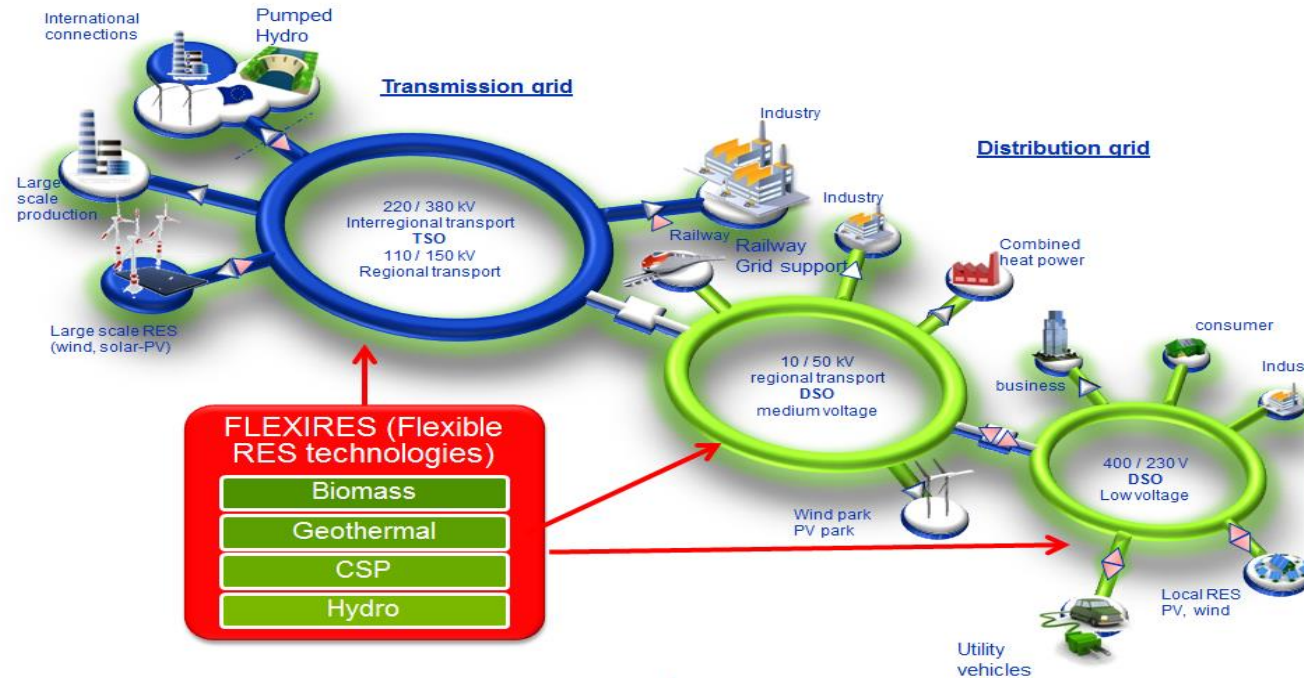 International
connections
Pumped
Hydro
Transmission grid
Industry
Distribution grid
Large
scale
production
220 / 380 kV
Interregional transport
TSO
110 / 150 kV
Regional transport
Railway
Railway
Grid support
Industry
Combined
heat power
Large scale RES
(wind, solar-PV)
consumer
business
Indus
10 / 50 kV
regional transport
DSO
medium voltage
FLEXIRES (Flexible
RES technologies)
Biomass
Geothermal
CSP
Hydro
400 / 230 V
DSO
Low voltage
Wind park
PV park
Local RES
PV, wind
Utility
vehicles